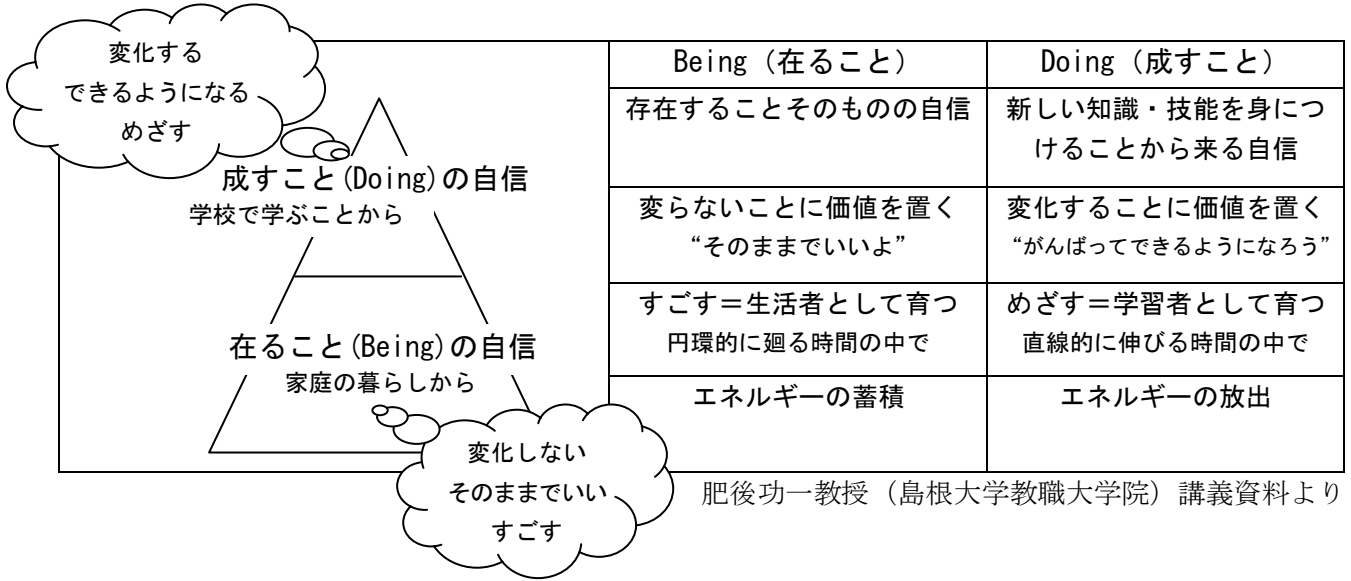 変化する
できるようになる
めざす
成すこと(Doing)の自信
学校で学ぶことから
在ること(Being)の自信
家庭の暮らしから
変化しない
そのままでいい
すごす
Being（在ること）
Doing（成すこと）
存在することそのものの自信
新しい知識・技能を身につ
けることから来る自信
変らないことに価値を置く
“そのままでいいよ”
変化することに価値を置く
“がんばってできるようになろう”
すごす＝生活者として育つ
円環的に廻る時間の中で
めざす＝学習者として育つ
直線的に伸びる時間の中で
エネルギーの蓄積
エネルギーの放出
肥後功一教授（島根大学教職大学院）講義資料より